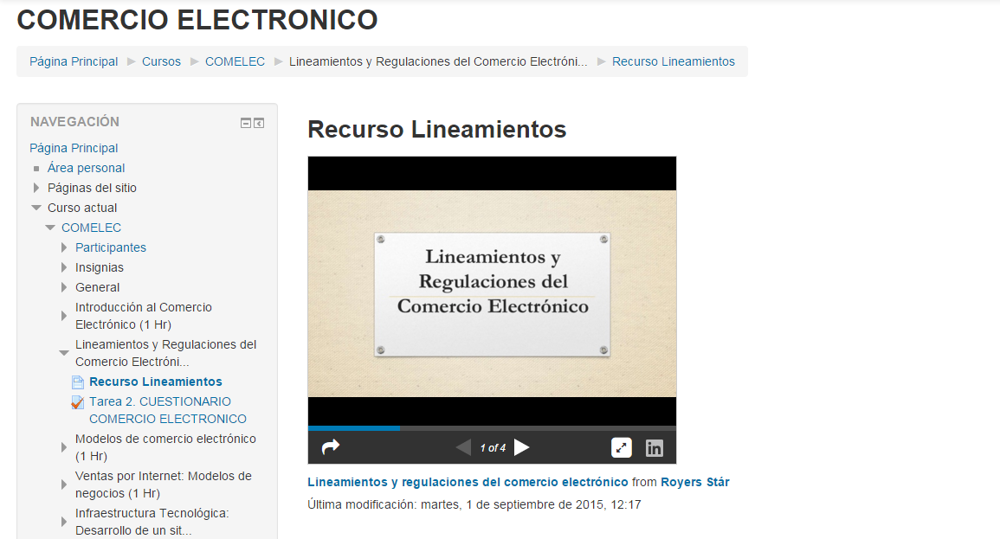 COMERCIO ELECTRONICO
Página Principal Cursos COMELEC Lineamientos y Regulaciones del Comercio Electróni... Recurso Lineamientos
NAVEGACIÓN
Página Principal
Área personal
Páginas del sitio
Curso actual
COMELEC
Participantes
Insignias
General
Introducción al Comercio
Electrónico (1 Hr)
Lineamientos y Regulaciones del
Comercio Electróni...
Recurso Lineamientos
Tarea 2. CUESTIONARIO
COMERCIO ELECTRONICO
Modelos de comercio electrónico
(1 Hr)
Ventas por Internet: Modelos de
negocios (1 Hr)
Infraestructura Tecnológica:
Desarrollo de un sit...
Recurso Lineamientos
Lineamientos y
Regulaciones del
Comercio Electrónico
1 of 4
in
Lineamientos y regulaciones del comercio electrónico from Royers Stár
Última modificación: martes, 1 de septiembre de 2015, 12:17